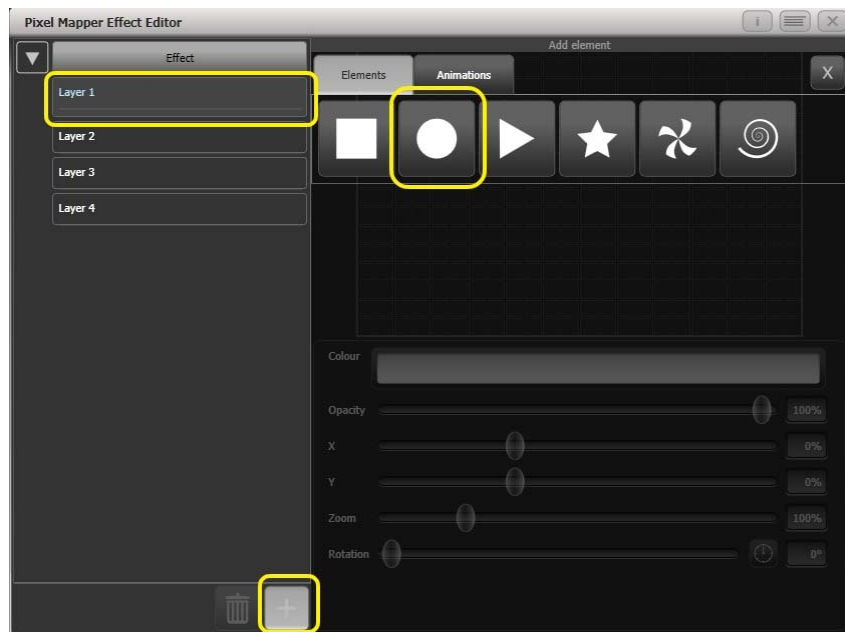 Pixel Mapper Effect Editor
i
X
Effect
Add element
Layer 1
Elements
Animations
X
Layer 2
Layer 3
Layer 4
Colour
Opacity
100%
X
0%
Y
0%
Zoom
100%
Rotation
0°
+